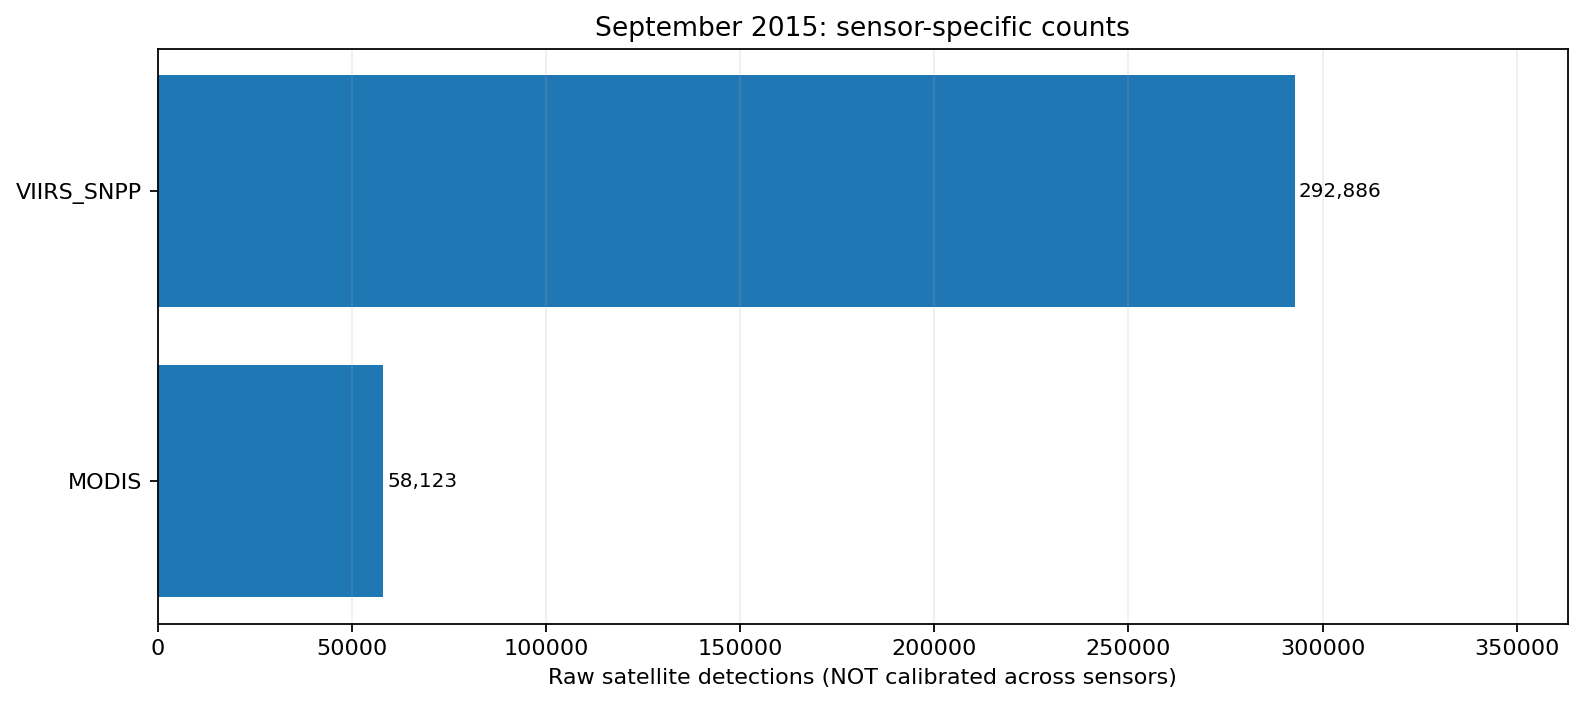 September 2015: sensor-specific counts
VIIRS_SNPP
292,886
MODIS
58,123
0 50000 100000 150000 200000 250000 300000 350000
Raw satellite detections (NOT calibrated across sensors)